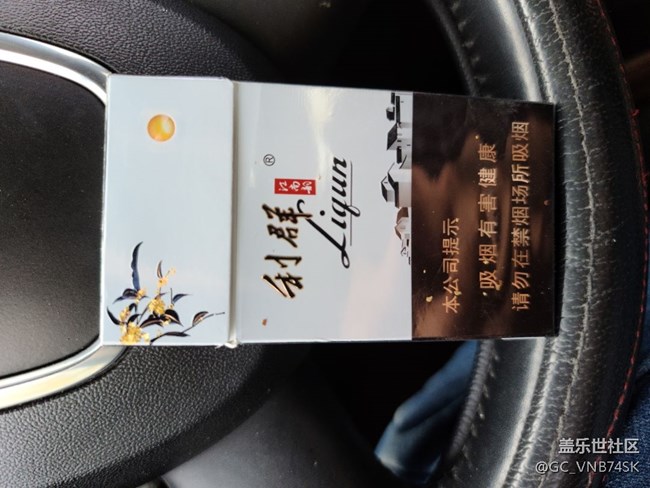 利群
江南韵
®
Liqun
本公司提示
吸烟有害健康
请勿在禁烟场所吸烟
盖乐世社区
@GC_VNB74SK